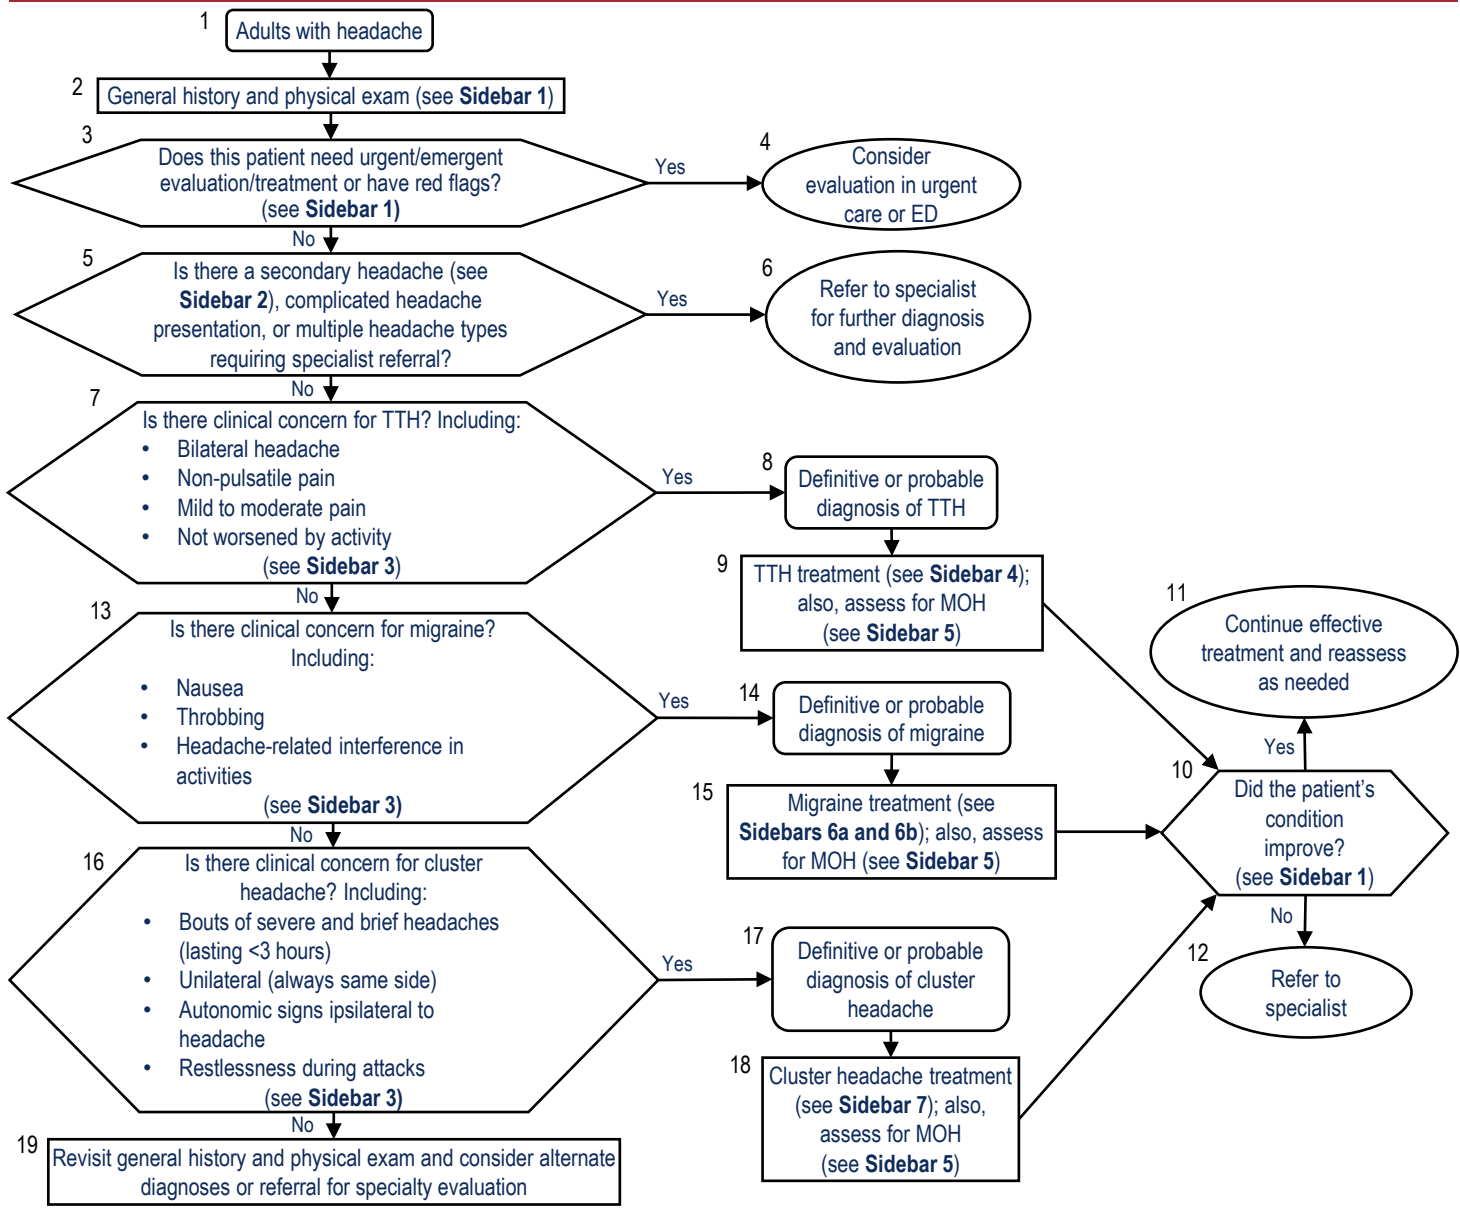 1
Adults with headache
2
General history and physical exam (see Sidebar 1)
3
Does this patient need urgent/emergent
evaluation/treatment or have red flags?
(see Sidebar 1)
Yes
4
Consider
evaluation in urgent
care or ED
No
5
Is there a secondary headache (see
Sidebar 2), complicated headache
presentation, or multiple headache types
requiring specialist referral?
Yes
6
Refer to specialist
for further diagnosis
and evaluation
No
7
Is there clinical concern for TTH? Including:
• Bilateral headache
• Non-pulsatile pain
• Mild to moderate pain
• Not worsened by activity
(see Sidebar 3)
Yes
8
Definitive or probable
diagnosis of TTH
9
TTH treatment (see Sidebar 4);
also, assess for MOH
(see Sidebar 5)
No
13
Is there clinical concern for migraine?
Including:
• Nausea
• Throbbing
• Headache-related interference in
activities
(see Sidebar 3)
Yes
14
Definitive or probable
diagnosis of migraine
15
Migraine treatment (see
Sidebars 6a and 6b); also, assess
for MOH (see Sidebar 5)
11
Continue effective
treatment and reassess
as needed
Yes
10
Did the patient’s
condition
improve?
(see Sidebar 1)
No
12
Refer to
specialist
No
16
Is there clinical concern for cluster
headache? Including:
• Bouts of severe and brief headaches
(lasting <3 hours)
• Unilateral (always same side)
• Autonomic signs ipsilateral to
headache
• Restlessness during attacks
(see Sidebar 3)
Yes
17
Definitive or probable
diagnosis of cluster
headache
18
Cluster headache treatment
(see Sidebar 7); also,
assess for MOH
(see Sidebar 5)
No
19
Revisit general history and physical exam and consider alternate
diagnoses or referral for specialty evaluation